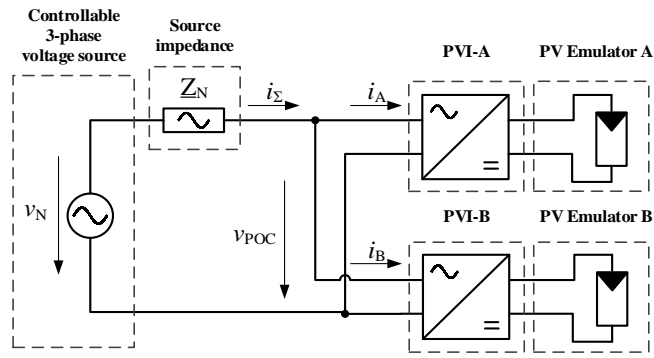 Controllable
3-phase
voltage source
Source
impedance
Z_N
i_Σ
i_A
PVI-A
PV Emulator A
v_N
v_POC
PVI-B
PV Emulator B
i_B